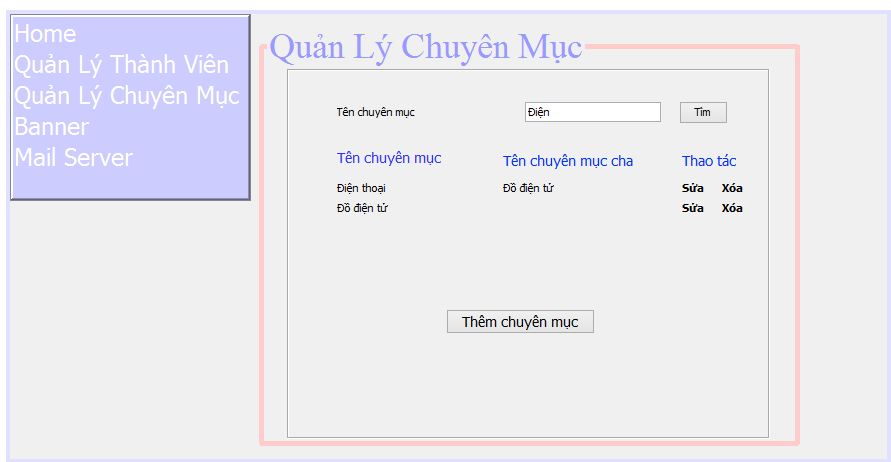 Home
Quản Lý Thành Viên
Quản Lý Chuyên Mục
Banner
Mail Server
Quản Lý Chuyên Mục
Tên chuyên mục Điện Tìm
Tên chuyên mục Tên chuyên mục cha Thao tác
Điện thoại Đồ điện tử Sửa Xóa
Đồ điện tử Sửa Xóa
Thêm chuyên mục